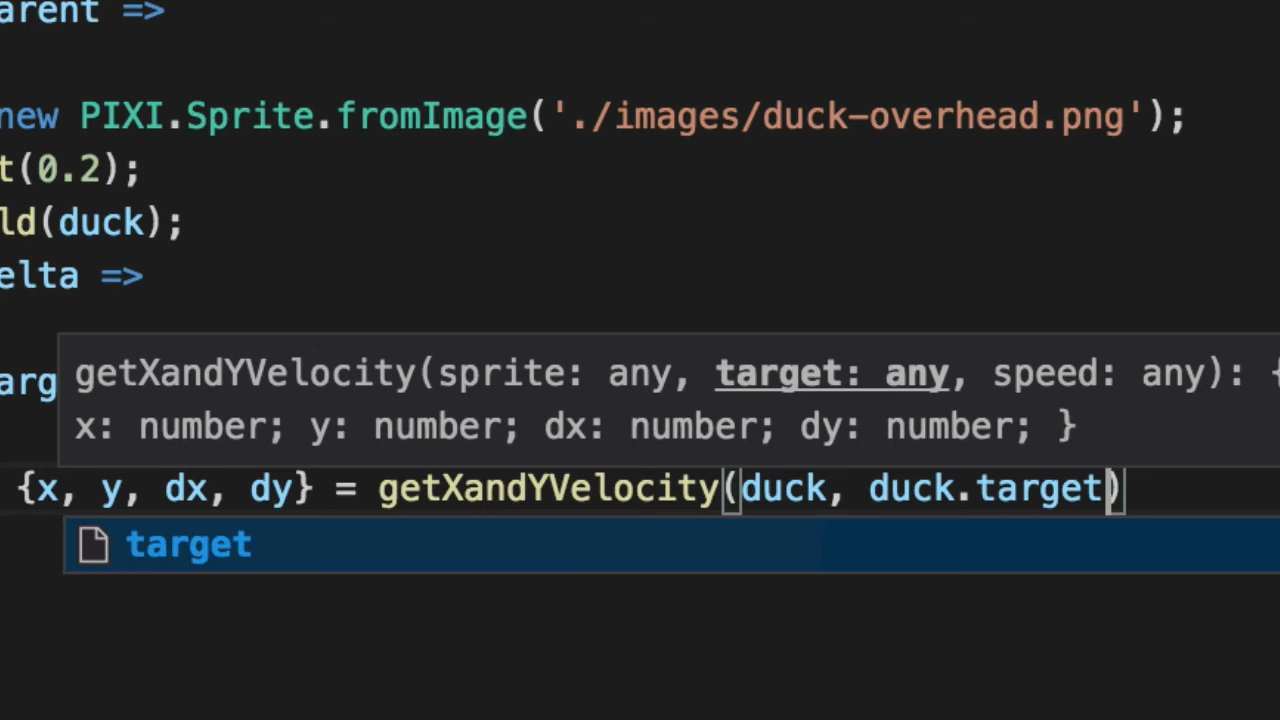 arent =>
new PIXI.Sprite.fromImage('./images/duck-overhead.png');
t(0.2);
ld(duck);
elta =>
arg
getXandYVelocity(sprite: any, target: any, speed: any): {
x: number; y: number; dx: number; dy: number; }
{x, y, dx, dy} = getXandYVelocity(duck, duck.target)
target